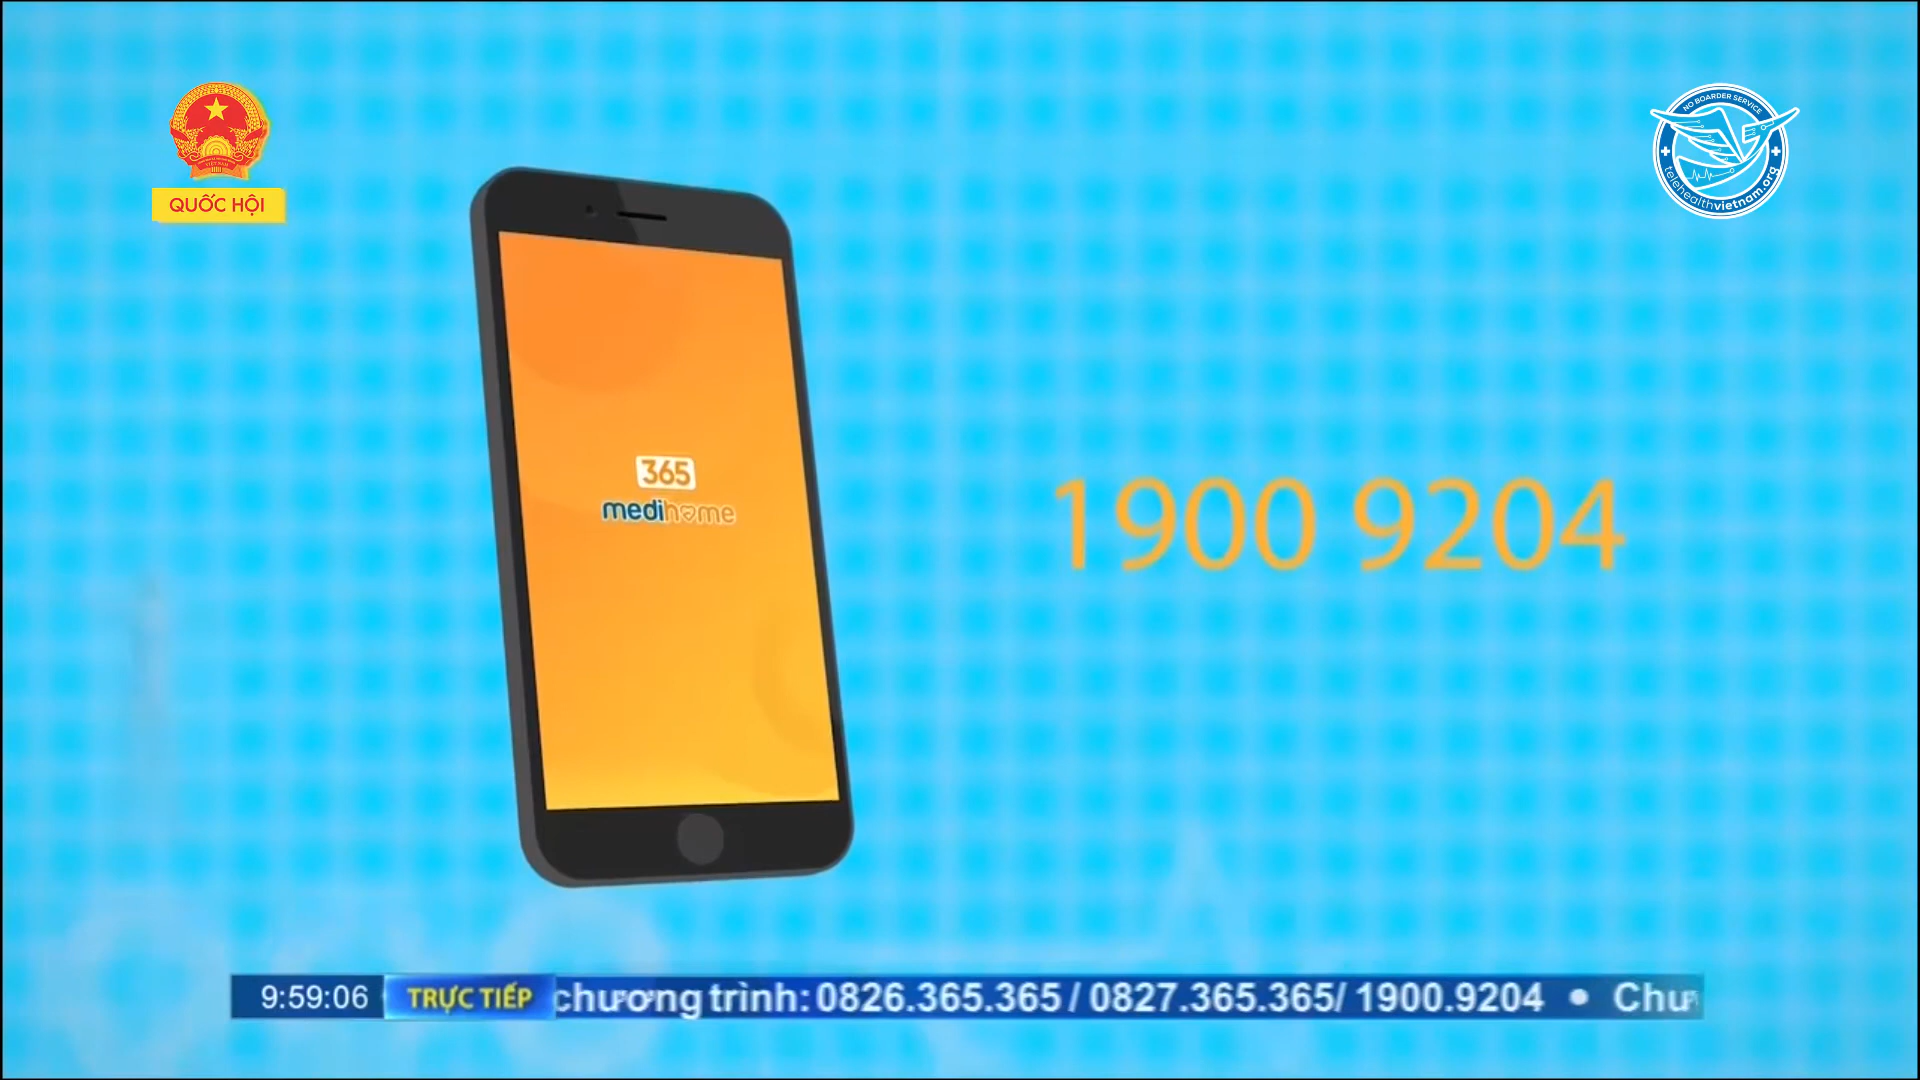 QUỐC HỘI
NO BOARDER SERVICE
telehealthvietnam.org
365
medihome
1900 9204
9:59:06
TRỰC TIẾP
chương trình: 0826.365.365 / 0827.365.365/ 1900.9204 •